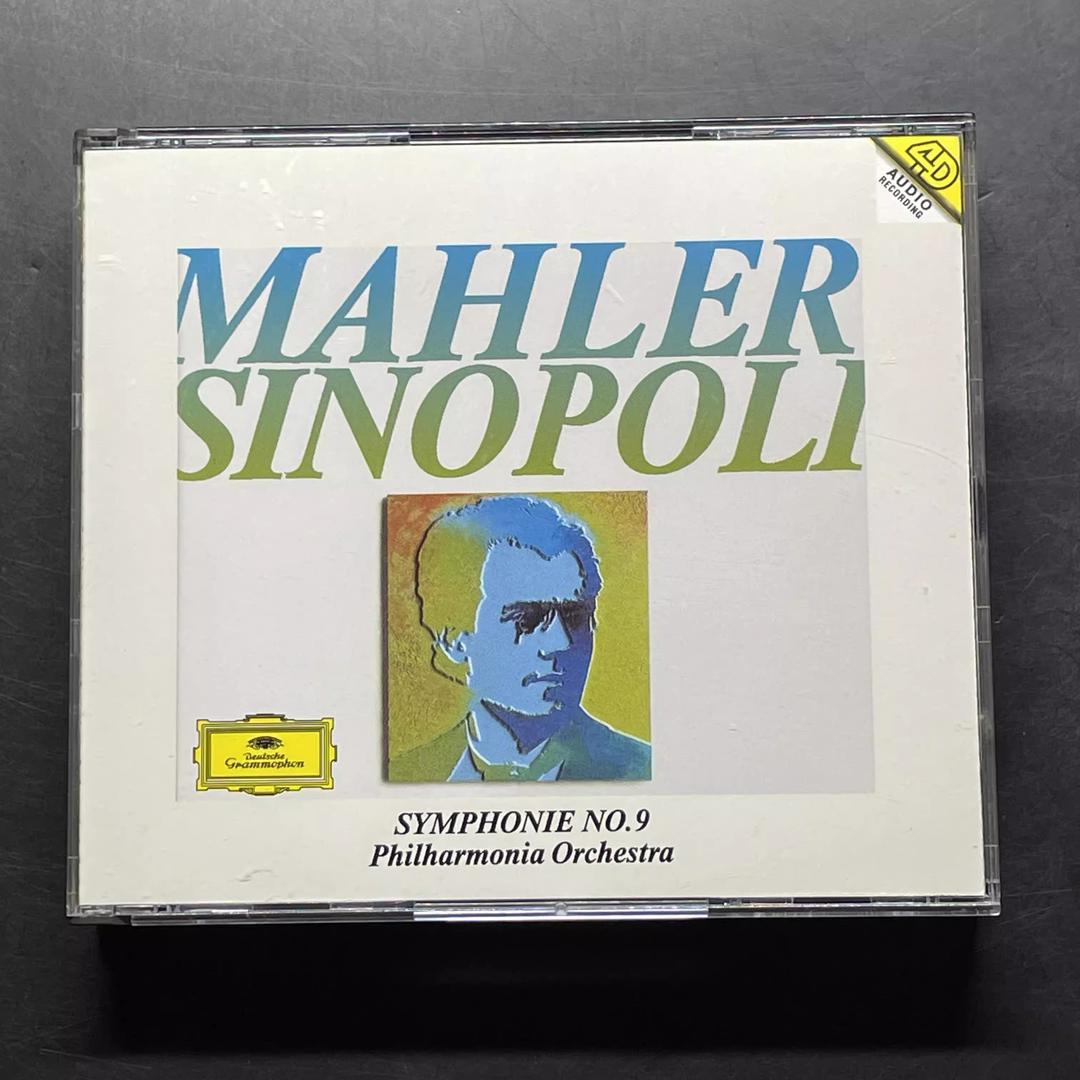 4D
AUDIO
RECORDING
MAHLER
SINOPOLI
Deutsche
Grammophon
SYMPHONIE NO.9
Philharmonia Orchestra